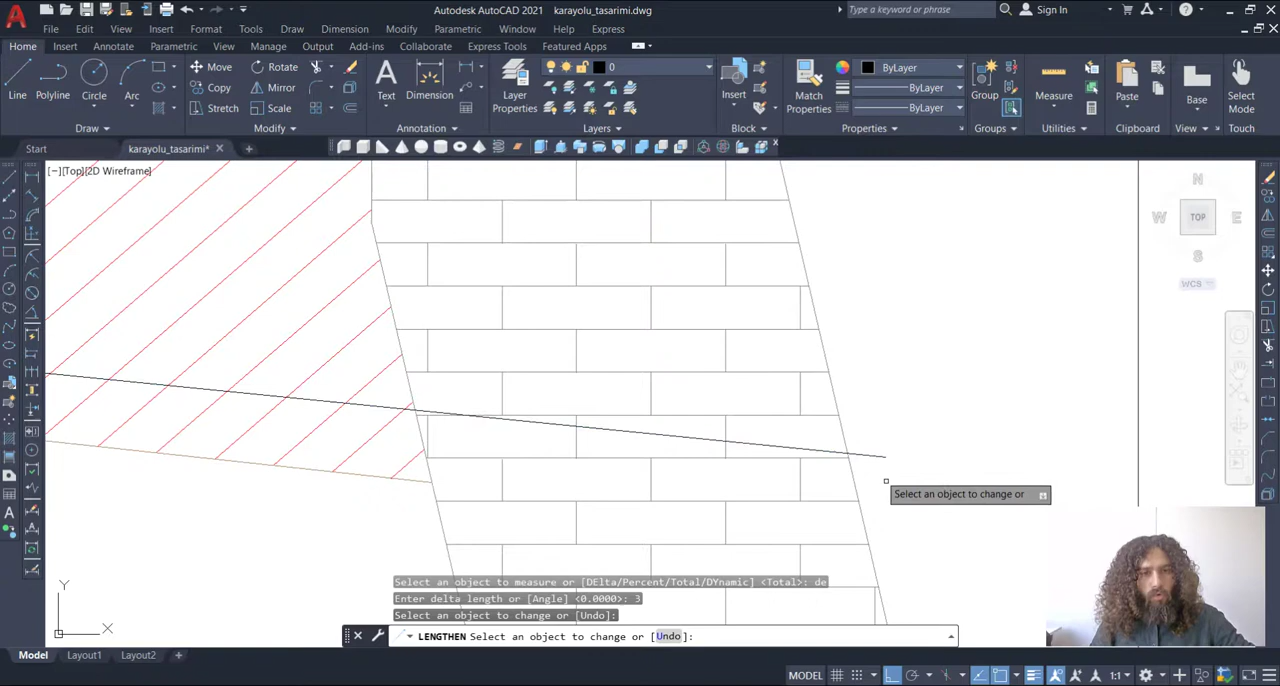 Autodesk AutoCAD 2021 karayolu_tasarimi.dwg
Type a keyword or phrase
Sign In
File Edit View Insert Format Tools Draw Dimension Modify Parametric Window Help Express
Home Insert Annotate Parametric View Manage Output Add-ins Collaborate Express Tools Featured Apps
Line Polyline Circle Arc
Move Rotate
Copy Mirror
Stretch Scale
Text Dimension
Layer Properties
0
Insert
Match Properties
ByLayer
ByLayer
ByLayer
Group
Measure
Paste
Base
Select Mode
Draw Modify Annotation Layers Block Properties Groups Utilities Clipboard View Touch
Start karayolu_tasarimi*
[−][Top][2D Wireframe]
N
W TOP E
S
WCS
Select an object to change or
Y
X
Select an object to measure or [DElta/Percent/Total/DYnamic] <Total>: de
Enter delta length or [Angle] <0.0000>: 3
Select an object to change or [Undo]:
LENGTHEN Select an object to change or [Undo]:
Model Layout1 Layout2
MODEL
1:1